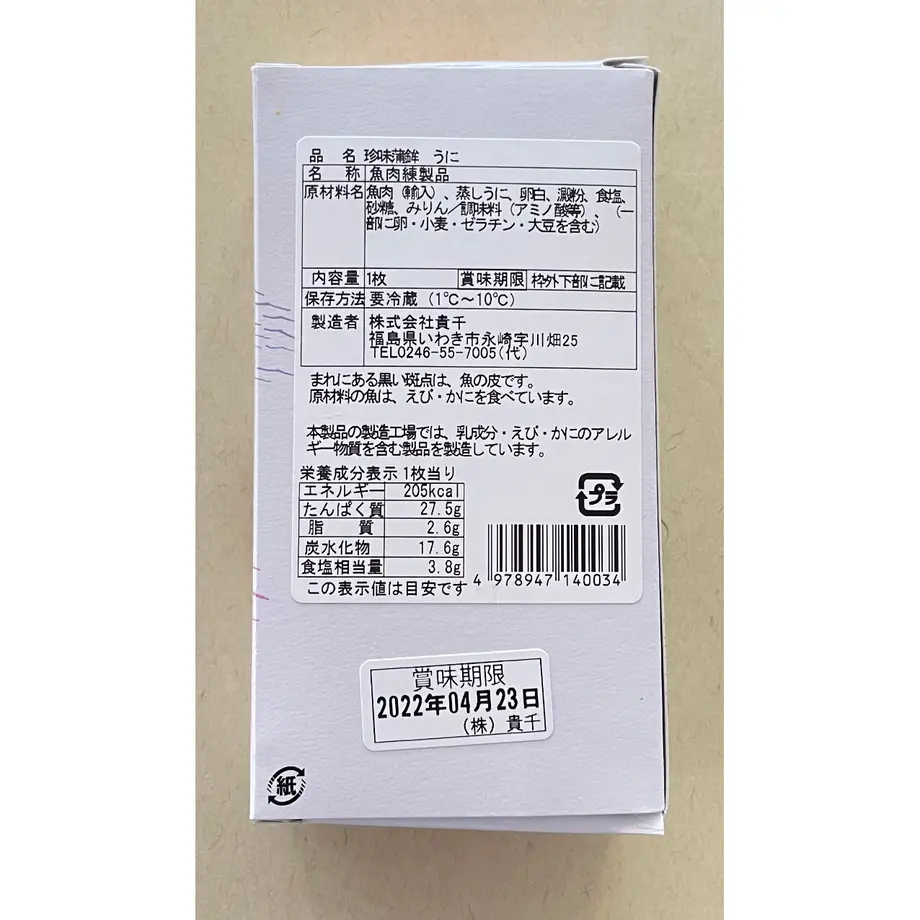 品名 珍味蒲鉾 うに
名称 魚肉練製品
原材料名 魚肉(輸入)、蒸しうに、卵白、澱粉、食塩、
砂糖、みりん/調味料(アミノ酸等)、(一
部に卵・小麦・ゼラチン・大豆を含む)
内容量 1枚 賞味期限 枠外下部に記載
保存方法 要冷蔵(1℃~10℃)
製造者 株式会社貴千
福島県いわき市永崎字川畑25
TEL0246-55-7005(代)
まれにある黒い斑点は、魚の皮です。
原材料の魚は、えび・かにを食べています。
本製品の製造工場では、乳成分・えび・かにのアレル
ギー物質を含む製品を製造しています。
栄養成分表示 1枚当り
エネルギー 205kcal
たんぱく質 27.5g
脂質 2.6g
炭水化物 17.6g
食塩相当量 3.8g
この表示値は目安です
プラ
4 978947 140034
賞味期限
2022年04月23日
(株)貴千
紙